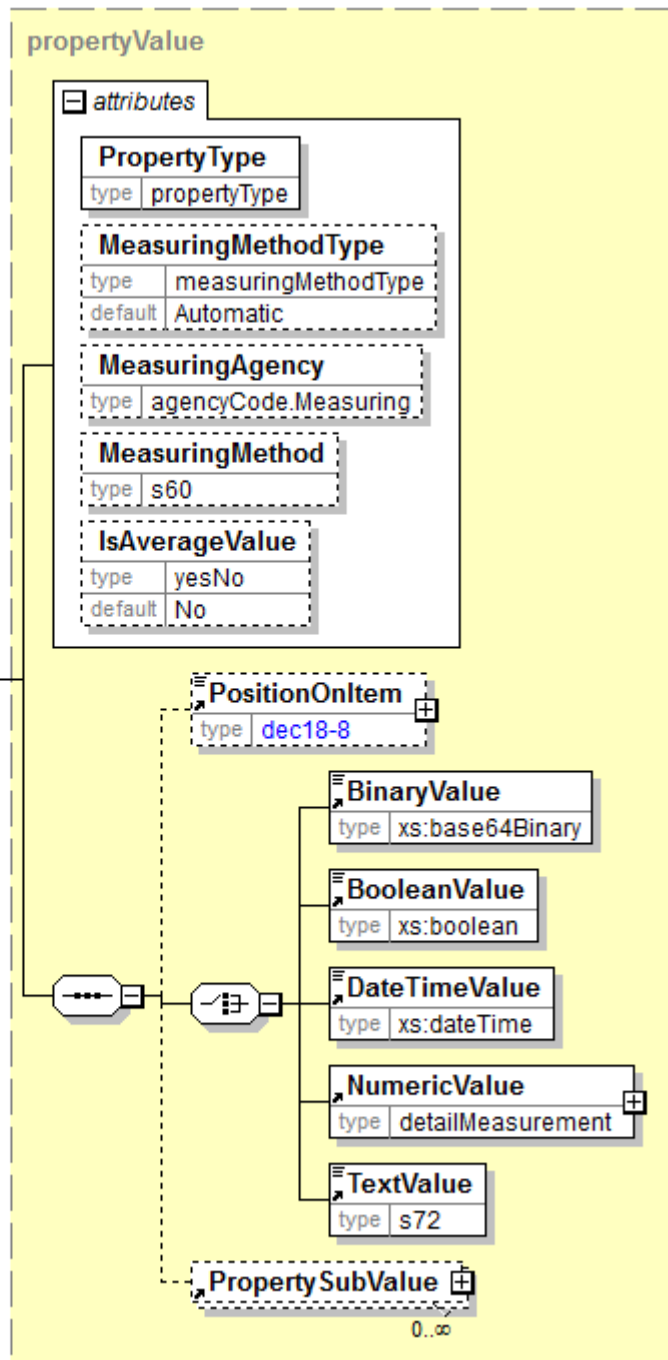 propertyValue
attributes
PropertyType
type propertyType
MeasuringMethodType
type measuringMethodType
default Automatic
MeasuringAgency
type agencyCode.Measuring
MeasuringMethod
type s60
IsAverageValue
type yesNo
default No
PositionOnItem
type dec18-8
BinaryValue
type xs:base64Binary
BooleanValue
type xs:boolean
DateTimeValue
type xs:dateTime
NumericValue
type detailMeasurement
TextValue
type s72
PropertySubValue
0..∞